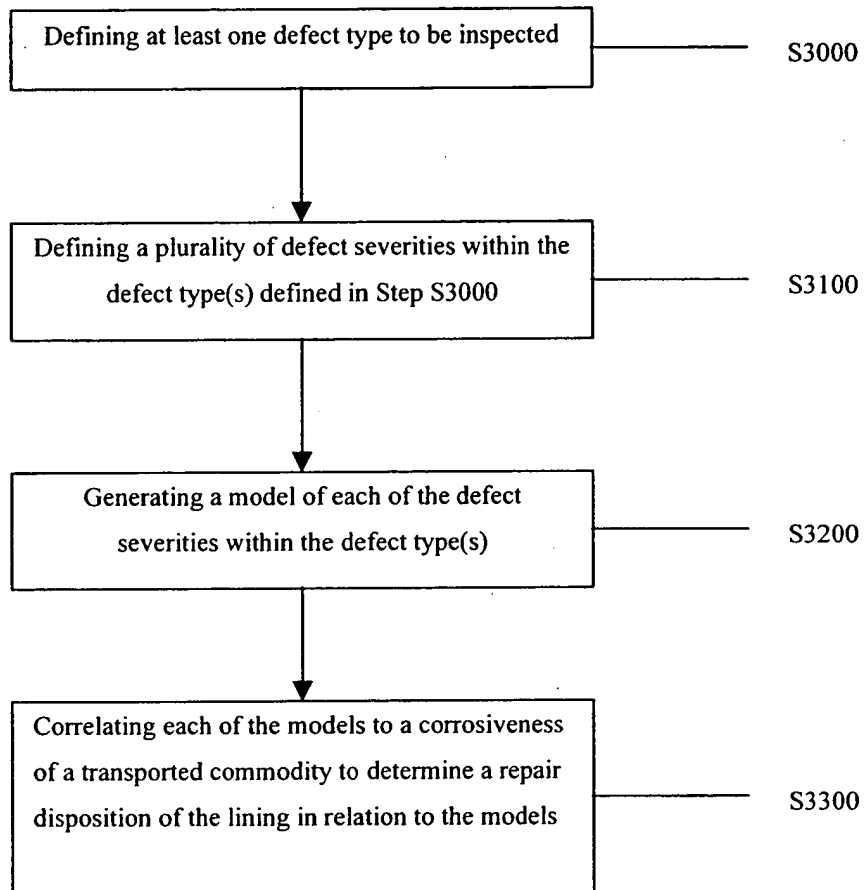 Defining at least one defect type to be inspected
S3000
Defining a plurality of defect severities within the
defect type(s) defined in Step S3000
S3100
Generating a model of each of the defect
severities within the defect type(s)
S3200
Correlating each of the models to a corrosiveness
of a transported commodity to determine a repair
disposition of the lining in relation to the models
S3300